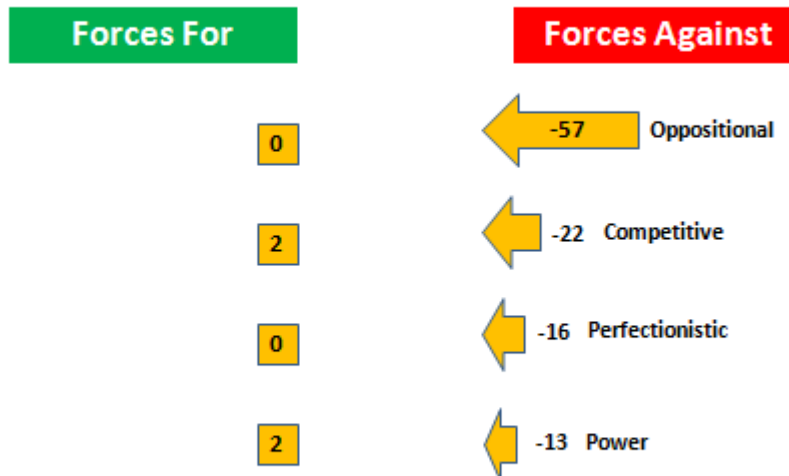 Forces For
Forces Against
0
-57 Oppositional
2
-22 Competitive
0
-16 Perfectionistic
2
-13 Power